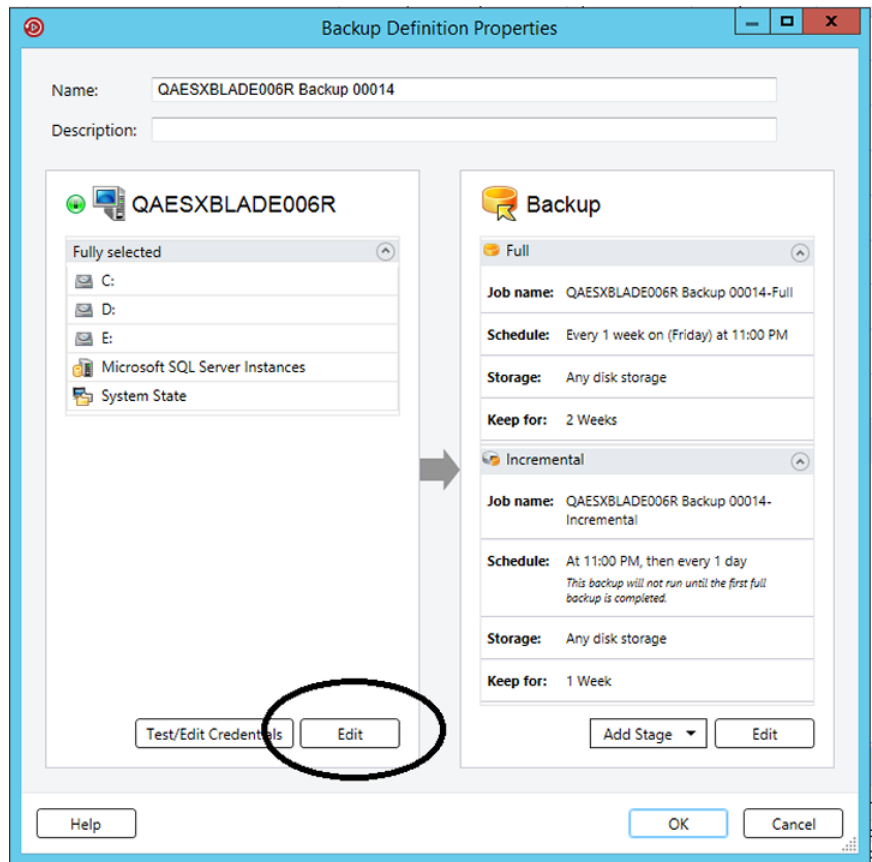 Backup Definition Properties
Name: QAESXBLADE006R Backup 00014
Description:
QAESXBLADE006R
Fully selected
C:
D:
E:
Microsoft SQL Server Instances
System State
Test/Edit Credentials
Edit
Backup
Full
Job name: QAESXBLADE006R Backup 00014-Full
Schedule: Every 1 week on (Friday) at 11:00 PM
Storage: Any disk storage
Keep for: 2 Weeks
Incremental
Job name: QAESXBLADE006R Backup 00014-
Incremental
Schedule: At 11:00 PM, then every 1 day
This backup will not run until the first full
backup is completed.
Storage: Any disk storage
Keep for: 1 Week
Add Stage
Edit
Help
OK
Cancel